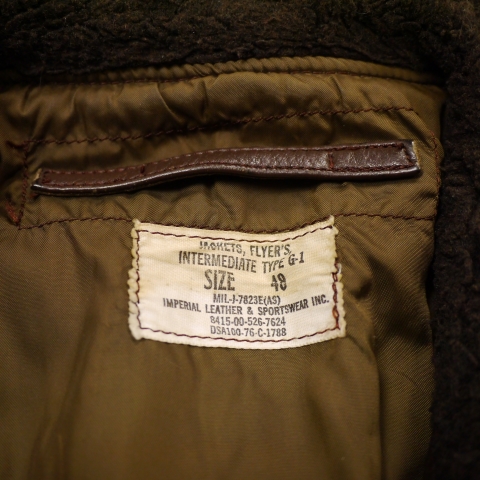 JACKETS, FLYER'S,
INTERMEDIATE TYPE G-1
SIZE 48
MIL-J-7823E(AS)
IMPERIAL LEATHER & SPORTSWEAR INC.
8415-00-526-7624
DSA100-76-C-1788